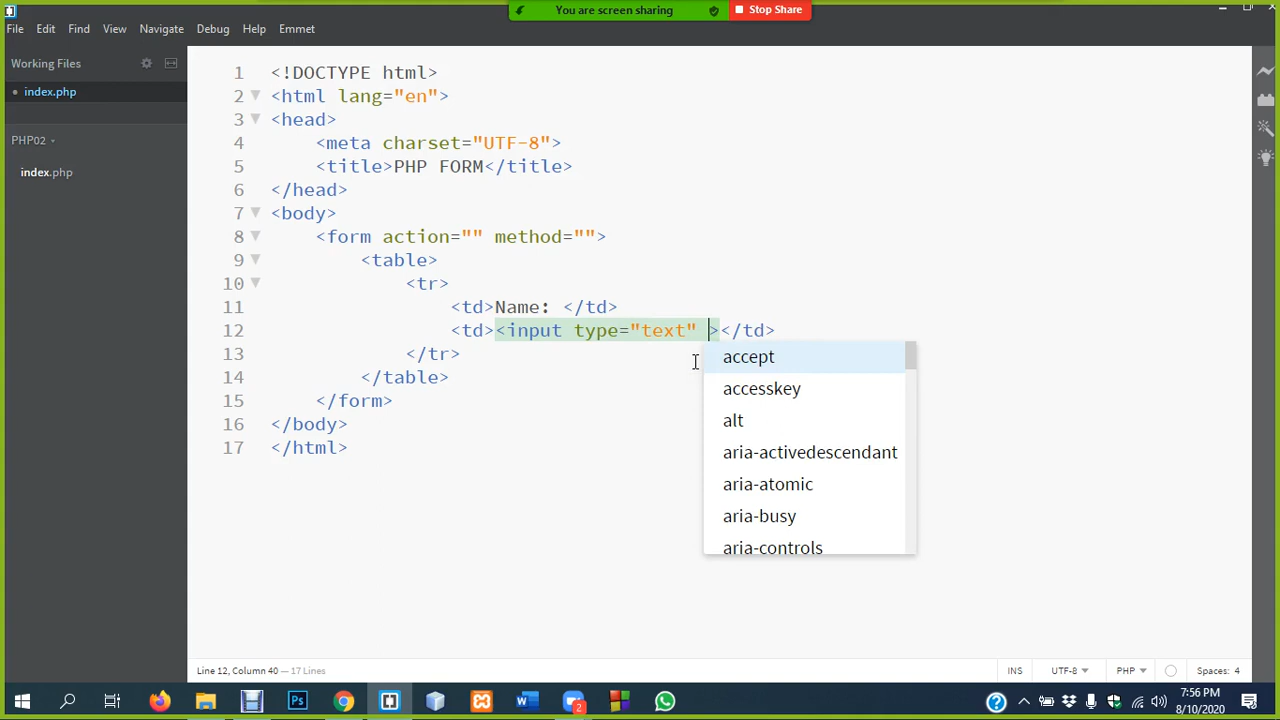 You are screen sharing
Stop Share
File Edit Find View Navigate Debug Help Emmet
Working Files
index.php
PHP02
index.php
1 <!DOCTYPE html>
2 <html lang="en">
3 <head>
4 <meta charset="UTF-8">
5 <title>PHP FORM</title>
6 </head>
7 <body>
8 <form action="" method="">
9 <table>
10 <tr>
11 <td>Name: </td>
12 <td><input type="text" ></td>
13 </tr>
14 </table>
15 </form>
16 </body>
17 </html>
accept
accesskey
alt
aria-activedescendant
aria-atomic
aria-busy
aria-controls
Line 12, Column 40 — 17 Lines
INS UTF-8 PHP Spaces: 4
Ps
W
2
7:56 PM
8/10/2020